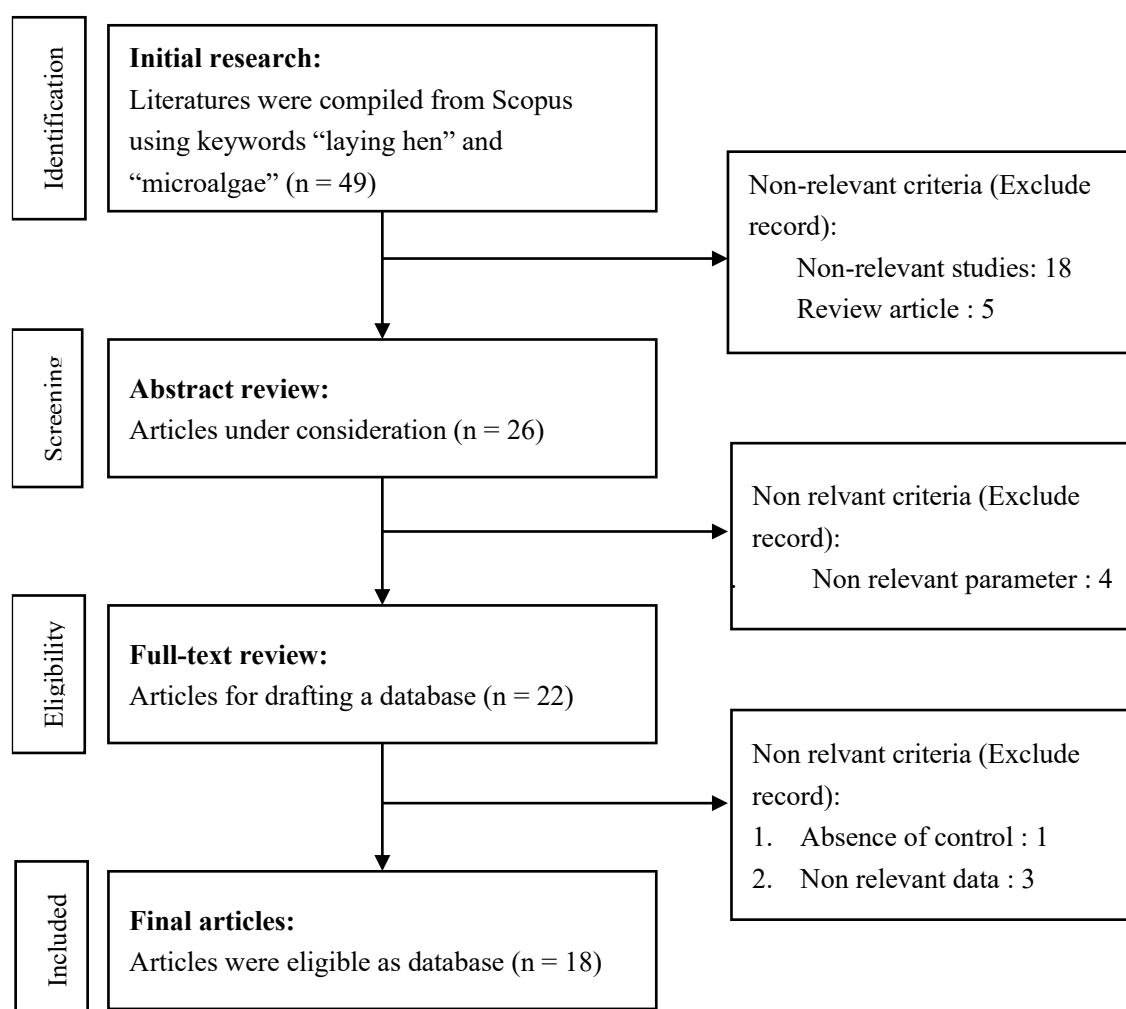 Identification
Initial research:
Literatures were compiled from Scopus
using keywords “laying hen” and
“microalgae” (n = 49)
Non-relevant criteria (Exclude
record):
Non-relevant studies: 18
Review article : 5
Screening
Abstract review:
Articles under consideration (n = 26)
Non relvant criteria (Exclude
record):
. Non relevant parameter : 4
Eligibility
Full-text review:
Articles for drafting a database (n = 22)
Non relvant criteria (Exclude
record):
1. Absence of control : 1
2. Non relevant data : 3
Included
Final articles:
Articles were eligible as database (n = 18)